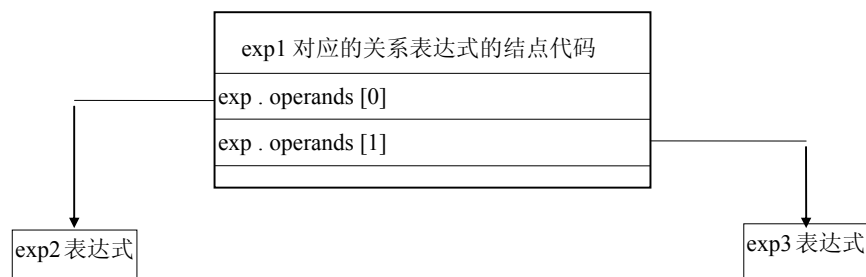 exp1 对应的关系表达式的结点代码
exp . operands [0]
exp . operands [1]
exp2 表达式
exp3 表达式